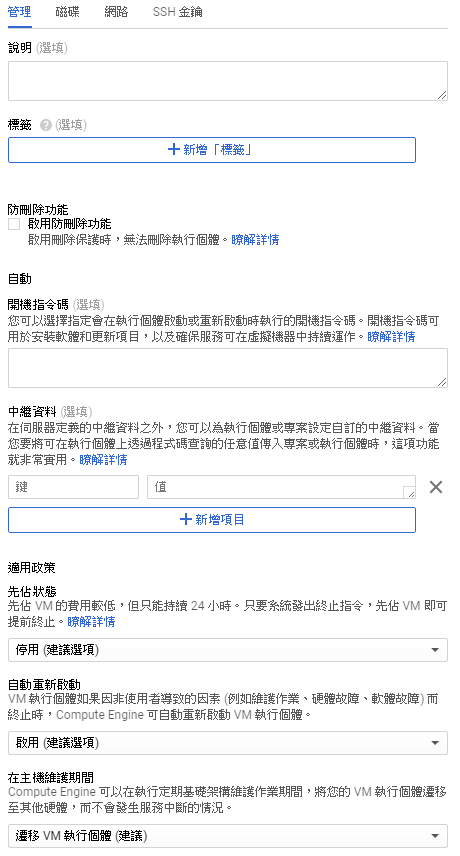 管理 磁碟 網路 SSH 金鑰
說明 (選填)
標籤 ? (選填)
+ 新增「標籤」
防刪除功能
啟用防刪除功能
啟用刪除保護時，無法刪除執行個體。瞭解詳情
自動
開機指令碼 (選填)
您可以選擇指定會在執行個體啟動或重新啟動時執行的開機指令碼。開機指令碼可
用於安裝軟體和更新項目，以及確保服務可在虛擬機器中持續運作。瞭解詳情
中繼資料 (選填)
在伺服器定義的中繼資料之外，您可以為執行個體或專案設定自訂的中繼資料。當
您要將可在執行個體上透過程式碼查詢的任意值傳入專案或執行個體時，這項功能
就非常實用。瞭解詳情
鍵 值
+ 新增項目
適用政策
先佔狀態
先佔 VM 的費用較低，但只能持續 24 小時。只要系統發出終止指令，先佔 VM 即可
提前終止。瞭解詳情
停用 (建議選項)
自動重新啟動
VM 執行個體如果因非使用者導致的因素 (例如維護作業、硬體故障、軟體故障) 而
終止時，Compute Engine 可自動重新啟動 VM 執行個體。
啟用 (建議選項)
在主機維護期間
Compute Engine 可以在執行定期基礎架構維護作業期間，將您的 VM 執行個體遷移
至其他硬體，而不會發生服務中斷的情況。
遷移 VM 執行個體 (建議)